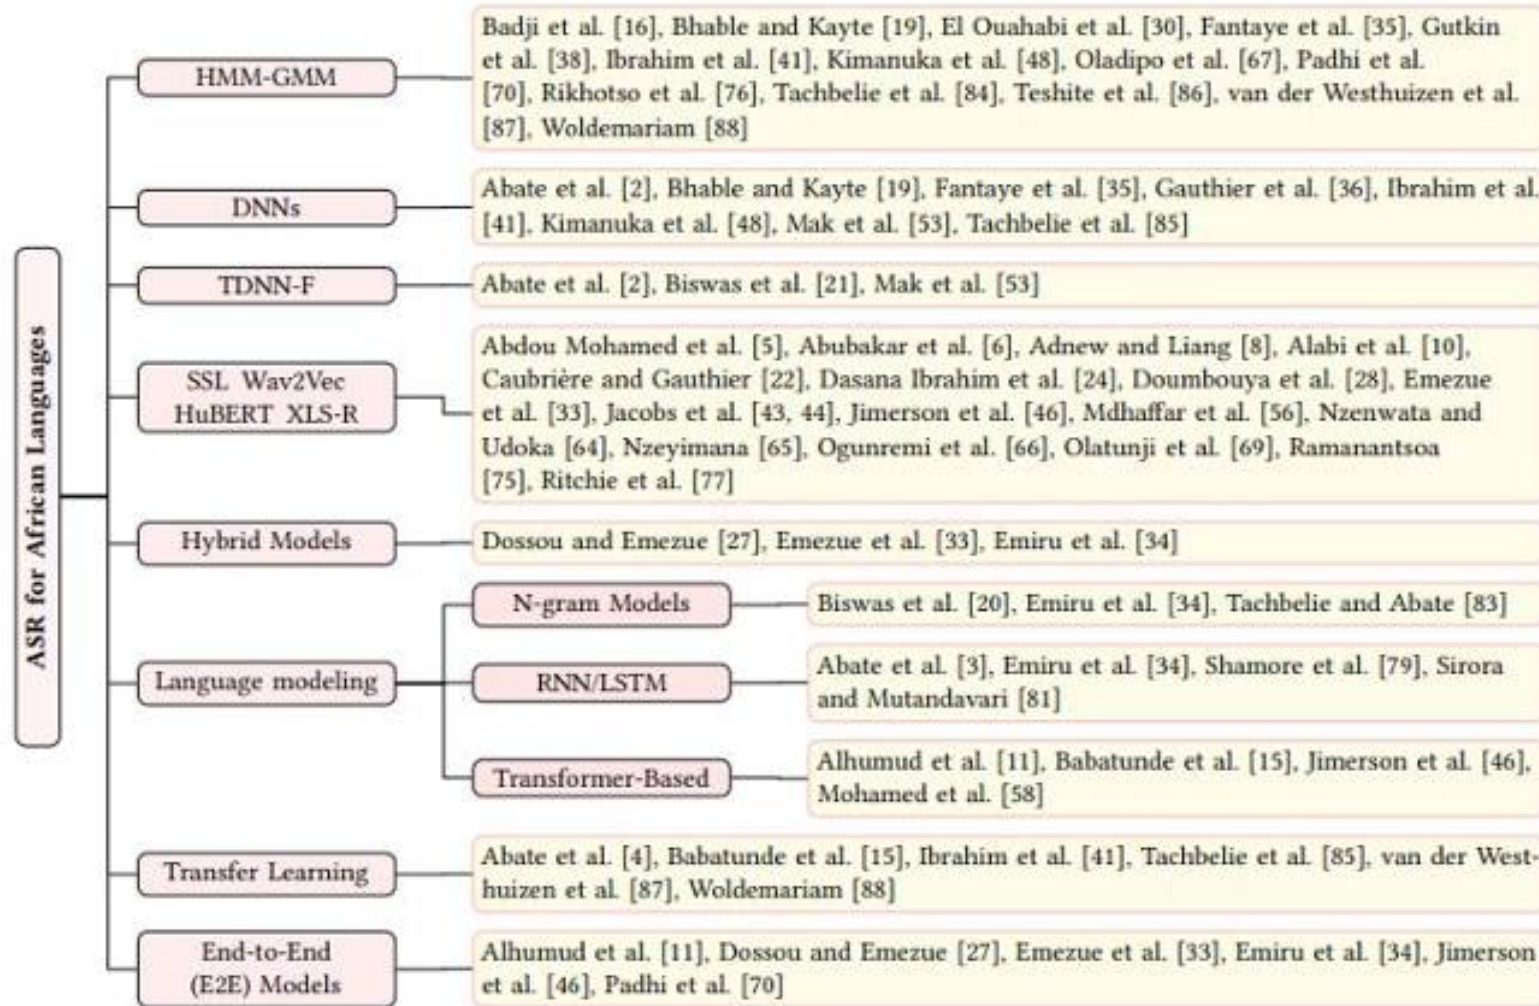 ASR for African Languages
HMM-GMM
Badji et al. [16], Bhable and Kayte [19], El Ouahabi et al. [30], Fantaye et al. [35], Gutkin
et al. [38], Ibrahim et al. [41], Kimanuka et al. [48], Oladipo et al. [67], Padhi et al.
[70], Rikhotso et al. [76], Tachbelie et al. [84], Teshite et al. [86], van der Westhuizen et al.
[87], Woldemariam [88]
DNNs
Abate et al. [2], Bhable and Kayte [19], Fantaye et al. [35], Gauthier et al. [36], Ibrahim et al.
[41], Kimanuka et al. [48], Mak et al. [53], Tachbelie et al. [85]
TDNN-F
Abate et al. [2], Biswas et al. [21], Mak et al. [53]
SSL Wav2Vec
HuBERT XLS-R
Abdou Mohamed et al. [5], Abubakar et al. [6], Adnew and Liang [8], Alabi et al. [10],
Caubrière and Gauthier [22], Dasana Ibrahim et al. [24], Doumbouya et al. [28], Emezue
et al. [33], Jacobs et al. [43, 44], Jimerson et al. [46], Mdhaffar et al. [56], Nzenwata and
Udoka [64], Nzeyimana [65], Ogunremi et al. [66], Olatunji et al. [69], Ramanantsoa
[75], Ritchie et al. [77]
Hybrid Models
Dossou and Emezue [27], Emezue et al. [33], Emiru et al. [34]
Language modeling
N-gram Models
Biswas et al. [20], Emiru et al. [34], Tachbelie and Abate [83]
RNN/LSTM
Abate et al. [3], Emiru et al. [34], Shamore et al. [79], Sirora
and Mutandavari [81]
Transformer-Based
Alhumud et al. [11], Babatunde et al. [15], Jimerson et al. [46],
Mohamed et al. [58]
Transfer Learning
Abate et al. [4], Babatunde et al. [15], Ibrahim et al. [41], Tachbelie et al. [85], van der West-
huizen et al. [87], Woldemariam [88]
End-to-End
(E2E) Models
Alhumud et al. [11], Dossou and Emezue [27], Emezue et al. [33], Emiru et al. [34], Jimerson
et al. [46], Padhi et al. [70]